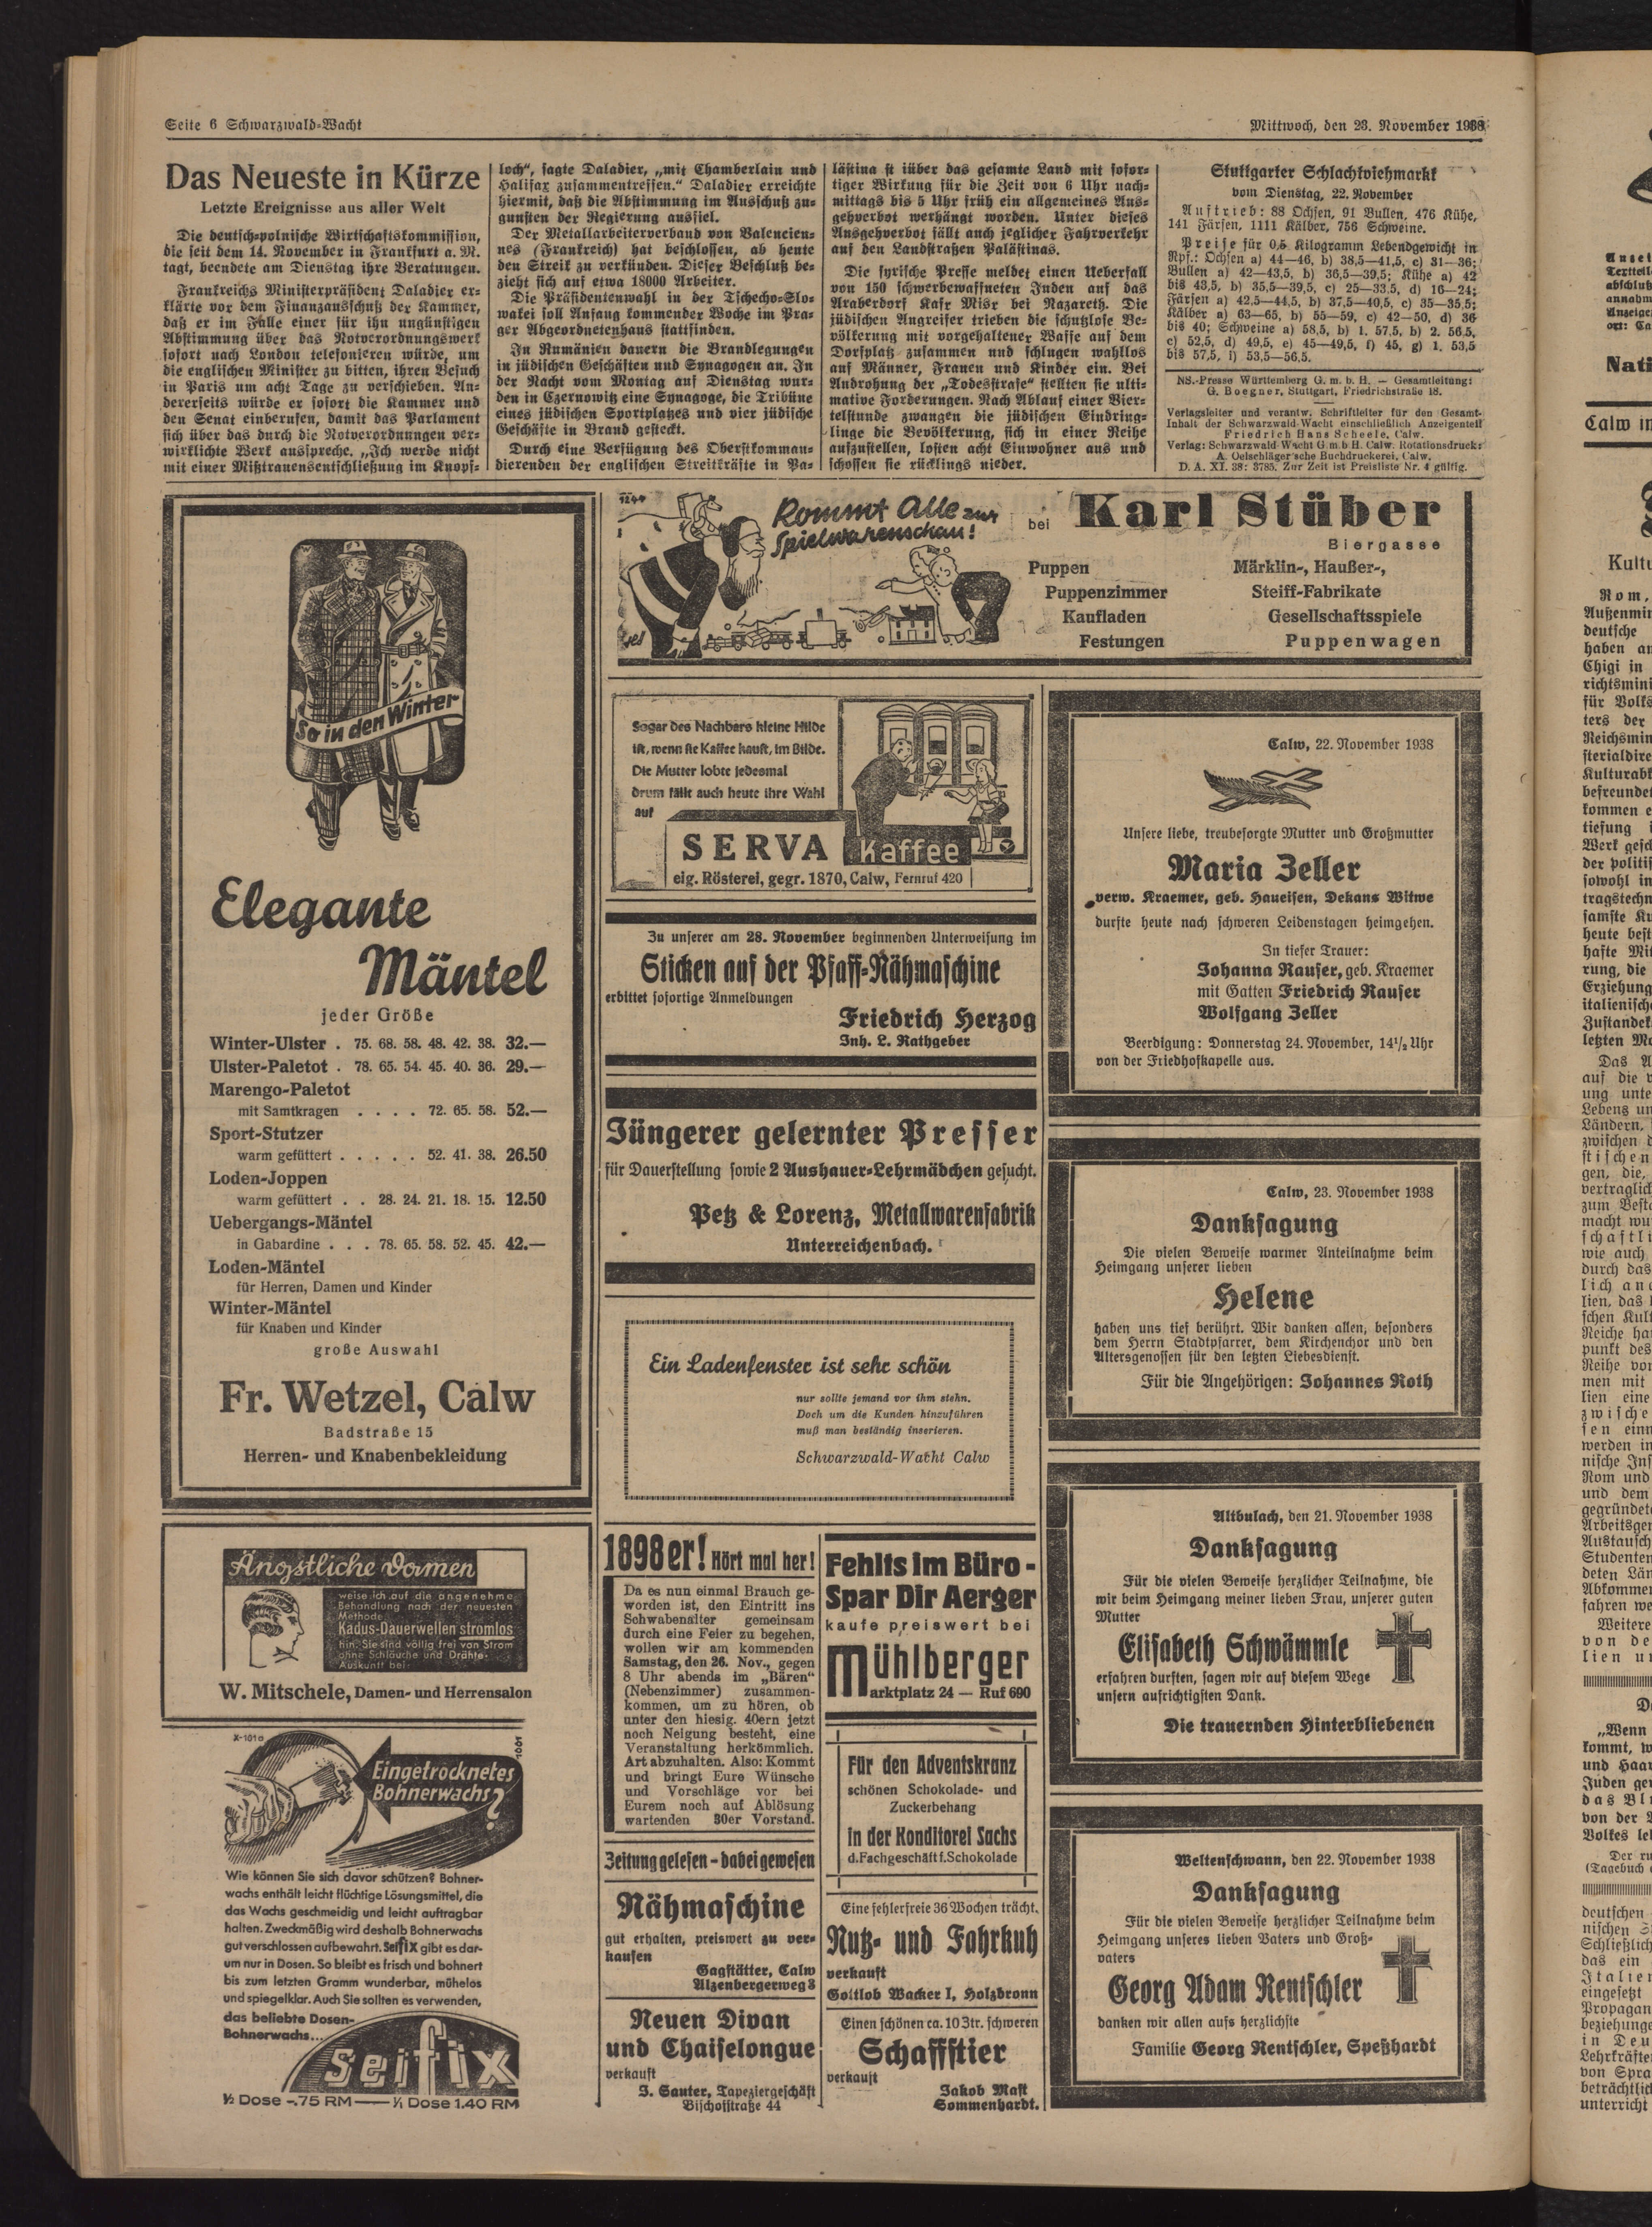 Seite 6 Schwarzwald-Wacht
Mittwoch, den 23. November 1938
Das Neueste in Kürze
Letzte Ereignisse aus aller Welt
Die deutsch-polnische Wirtschaftskommission,
die seit dem 14. November in Frankfurt a. M.
tagt, beendete am Dienstag ihre Beratungen.
Frankreichs Ministerpräsident Daladier er-
klärte vor dem Finanzausschuß der Kammer,
daß er im Falle einer für ihn ungünstigen
Abstimmung über das Notverordnungswerk
sofort nach London telefonieren würde, um
die englischen Minister zu bitten, ihren Besuch
in Paris um acht Tage zu verschieben. An-
dererseits würde er sofort die Kammer und
den Senat einberufen, damit das Parlament
sich über das durch die Notverordnungen ver-
wirklichte Werk ausspreche. „Ich werde nicht
mit einer Mißtrauensentschließung im Knopf-
loch“, sagte Daladier, „mit Chamberlain und
Halifax zusammentreffen.“ Daladier erreichte
hiermit, daß die Abstimmung im Ausschuß zu-
gunsten der Regierung ausfiel.
Der Metallarbeiterverband von Valencien-
nes (Frankreich) hat beschlossen, ab heute
den Streik zu verkünden. Dieser Beschluß be-
zieht sich auf etwa 18000 Arbeiter.
Die Präsidentenwahl in der Tschecho-Slo-
wakei soll Anfang kommender Woche im Pra-
ger Abgeordnetenhaus stattfinden.
In Rumänien dauern die Brandlegungen
in jüdischen Geschäften und Synagogen an. In
der Nacht vom Montag auf Dienstag wur-
den in Czernowitz eine Synagoge, die Tribüne
eines jüdischen Sportplatzes und vier jüdische
Geschäfte in Brand gesteckt.
Durch eine Verfügung des Oberstkomman-
dierenden der englischen Streitkräfte in Pa-
lästina st iüber das gesamte Land mit sofor-
tiger Wirkung für die Zeit von 6 Uhr nach-
mittags bis 5 Uhr früh ein allgemeines Aus-
gehverbot verhängt worden. Unter dieses
Ausgehverbot fällt auch jeglicher Fahrverkehr
auf den Landstraßen Palästinas.
Die syrische Presse meldet einen Ueberfall
von 150 schwerbewaffneten Juden auf das
Araberdorf Kafr Misr bei Nazareth. Die
jüdischen Angreifer trieben die schutzlose Be-
völkerung mit vorgehaltener Waffe auf dem
Dorfplatz zusammen und schlugen wahllos
auf Männer, Frauen und Kinder ein. Bei
Androhung der „Todesstrafe“ stellten sie ulti-
mative Forderungen. Nach Ablauf einer Vier-
telstunde zwangen die jüdischen Eindring-
linge die Bevölkerung, sich in einer Reihe
aufzustellen, losten acht Einwohner aus und
schossen sie rücklings nieder.
Stuttgarter Schlachtviehmarkt
vom Dienstag, 22. November
Auftrieb: 88 Ochsen, 91 Bullen, 476 Kühe,
141 Färsen, 1111 Kälber, 756 Schweine.
Preise für 0,5 Kilogramm Lebendgewicht in
Rpf.: Ochsen a) 44—46, b) 38,5—41,5, c) 31—36;
Bullen a) 42—43,5, b) 36,5—39,5; Kühe a) 42
bis 43,5, b) 35,5—39,5, c) 25—33,5, d) 16—24;
Färsen a) 42,5—44,5, b) 37,5—40,5, c) 35—35,5;
Kälber a) 63—65, b) 55—59, c) 42—50, d) 36
bis 40; Schweine a) 58,5, b) 1. 57,5, b) 2. 56,5,
c) 52,5, d) 49,5, e) 45—49,5, f) 45, g) 1. 53,5
bis 57,5, i) 53,5—56,5.
NS.-Presse Württemberg G. m. b. H. — Gesamtleitung:
G. Boegner, Stuttgart, Friedrichstraße 18.
Verlagsleiter und verantw. Schriftleiter für den Gesamt-
Inhalt der Schwarzwald-Wacht einschließlich Anzeigenteil
Friedrich Hans Scheele, Calw.
Verlag: Schwarzwald-Wacht G.m.b.H. Calw. Rotationsdruck:
A. Oelschläger'sche Buchdruckerei, Calw.
D. A. XI. 38: 3785. Zur Zeit ist Preisliste Nr. 4 gültig.
So in den Winter
Elegante
Mäntel
jeder Größe
Winter-Ulster . 75. 68. 58. 48. 42. 38. 32.—
Ulster-Paletot . 78. 65. 54. 45. 40. 36. 29.—
Marengo-Paletot
mit Samtkragen . . . . 72. 65. 58. 52.—
Sport-Stutzer
warm gefüttert . . . . . 52. 41. 38. 26.50
Loden-Joppen
warm gefüttert . . 28. 24. 21. 18. 15. 12.50
Uebergangs-Mäntel
in Gabardine . . . 78. 65. 58. 52. 45. 42.—
Loden-Mäntel
für Herren, Damen und Kinder
Winter-Mäntel
für Knaben und Kinder
große Auswahl
Fr. Wetzel, Calw
Badstraße 15
Herren- und Knabenbekleidung
Ängstliche Damen
weise ich auf die angenehme
Behandlung nach der neuesten
Methode
Kadus-Dauerwellen stromlos
hin. Sie sind völlig frei von Strom
ohne Schläuche und Drähte.
Auskunft bei
W. Mitschele, Damen- und Herrensalon
X-101a
1001
Eingetrocknetes
Bohnerwachs?
Wie können Sie sich davor schützen? Bohner-
wachs enthält leicht flüchtige Lösungsmittel, die
das Wachs geschmeidig und leicht auftragbar
halten. Zweckmäßig wird deshalb Bohnerwachs
gut verschlossen aufbewahrt. Seifix gibt es dar-
um nur in Dosen. So bleibt es frisch und bohnert
bis zum letzten Gramm wunderbar, mühelos
und spiegelklar. Auch Sie sollten es verwenden,
das beliebte Dosen-
Bohnerwachs...
seifix
½ Dose -.75 RM — 1/1 Dose 1.40 RM
1244
Kommt Alle zur
Spielwarenschau!
bei Karl Stüber
Biergasse
Puppen Märklin-, Haußer-,
Puppenzimmer Steiff-Fabrikate
Kaufladen Gesellschaftsspiele
Festungen Puppenwagen
Sogar des Nachbars kleine Hilde
ist, wenn sie Kaffee kauft, im Bilde.
Die Mutter lobte jedesmal
drum fällt auch heute ihre Wahl
auf
SERVA Kaffee
eig. Rösterei, gegr. 1870, Calw, Fernruf 420
Zu unserer am 28. November beginnenden Unterweisung im
Sticken auf der Pfaff-Nähmaschine
erbittet sofortige Anmeldungen
Friedrich Herzog
Inh. L. Rathgeber
Jüngerer gelernter Presser
für Dauerstellung sowie 2 Aushauer-Lehrmädchen gesucht.
Petz & Lorenz, Metallwarenfabrik
Unterreichenbach.
Ein Ladenfenster ist sehr schön
nur sollte jemand vor ihm stehn.
Doch um die Kunden hinzuführen
muß man beständig inserieren.
Schwarzwald-Wacht Calw
1898er! Hört mal her!
Da es nun einmal Brauch ge-
worden ist, den Eintritt ins
Schwabenalter gemeinsam
durch eine Feier zu begehen,
wollen wir am kommenden
Samstag, den 26. Nov., gegen
8 Uhr abends im „Bären“
(Nebenzimmer) zusammen-
kommen, um zu hören, ob
unter den hiesig. 40ern jetzt
noch Neigung besteht, eine
Veranstaltung herkömmlich.
Art abzuhalten. Also: Kommt
und bringt Eure Wünsche
und Vorschläge vor bei
Eurem noch auf Ablösung
wartenden 30er Vorstand.
Zeitung gelesen – dabei gewesen
Nähmaschine
gut erhalten, preiswert zu ver-
kaufen
Gagstätter, Calw
Alzenbergerweg 3
Neuen Divan
und Chaiselongue
verkauft
J. Sauter, Tapeziergeschäft
Bischofstraße 44
Fehlts im Büro -
Spar Dir Aerger
kaufe preiswert bei
Mühlberger
Marktplatz 24 — Ruf 690
Für den Adventskranz
schönen Schokolade- und
Zuckerbehang
in der Konditorei Sachs
d. Fachgeschäft f. Schokolade
Eine fehlerfreie 36 Wochen trächt.
Nutz- und Fahrkuh
verkauft
Gottlob Wacker I, Holzbronn
Einen schönen ca. 10 Ztr. schweren
Schaffstier
verkauft
Jakob Mast
Sommenhardt.
Calw, 22. November 1938
Unsere liebe, treubesorgte Mutter und Großmutter
Maria Zeller
verw. Kraemer, geb. Haueisen, Dekans Witwe
durfte heute nach schweren Leidenstagen heimgehen.
In tiefer Trauer:
Johanna Rauser, geb. Kraemer
mit Gatten Friedrich Rauser
Wolfgang Zeller
Beerdigung: Donnerstag 24. November, 14½ Uhr
von der Friedhofkapelle aus.
Calw, 23. November 1938
Danksagung
Die vielen Beweise warmer Anteilnahme beim
Heimgang unserer lieben
Helene
haben uns tief berührt. Wir danken allen, besonders
dem Herrn Stadtpfarrer, dem Kirchenchor und den
Altersgenossen für den letzten Liebesdienst.
Für die Angehörigen: Johannes Roth
Altbulach, den 21. November 1938
Danksagung
Für die vielen Beweise herzlicher Teilnahme, die
wir beim Heimgang meiner lieben Frau, unserer guten
Mutter
Elisabeth Schwämmle
erfahren durften, sagen wir auf diesem Wege
unsern aufrichtigsten Dank.
Die trauernden Hinterbliebenen
Weltenschwann, den 22. November 1938
Danksagung
Für die vielen Beweise herzlicher Teilnahme beim
Heimgang unseres lieben Vaters und Groß-
vaters
Georg Adam Rentschler
danken wir allen aufs herzlichste
Familie Georg Rentschler, Speßhardt